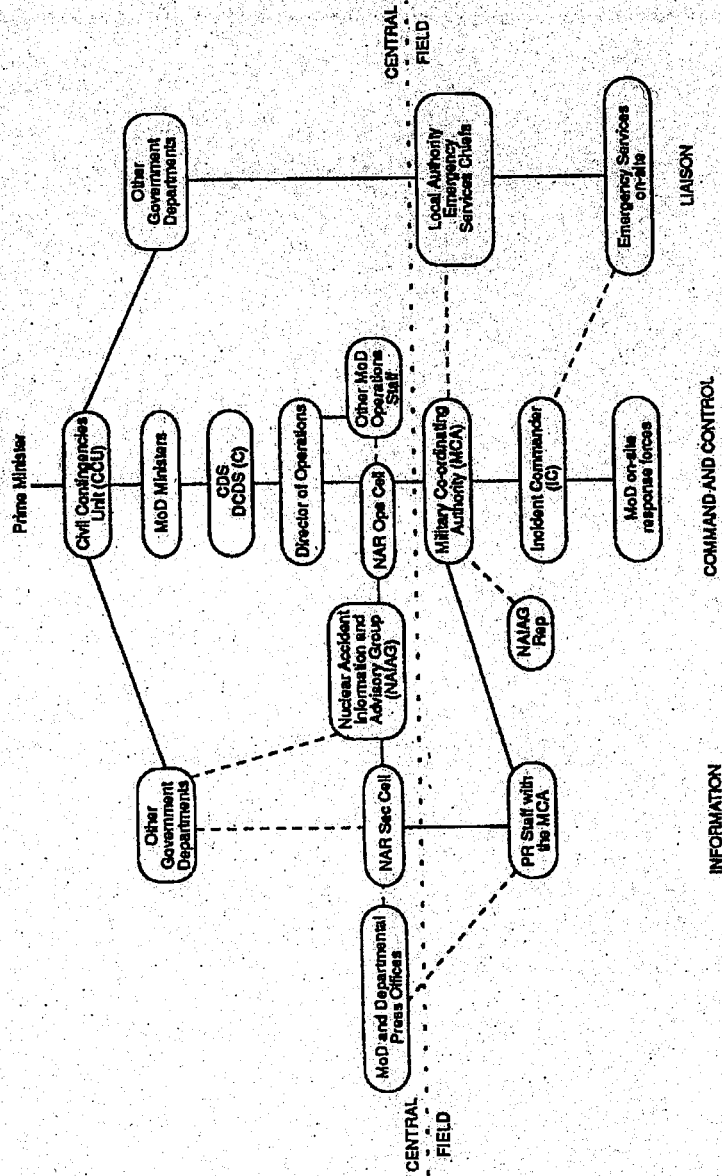 Prime Minister
Civil Contingencies
Unit (CCU)
Other
Government
Departments
Other
Government
Departments
MoD Ministers
CDS
DCDS (C)
Director of Operations
Other MoD
Operations
Staff
Nuclear Accident
Information and
Advisory Group
(NAIAG)
NAR Ops Cell
NAR Sec Cell
MoD and Departmental
Press Offices
CENTRAL
FIELD
CENTRAL
FIELD
Military Co-ordinating
Authority (MCA)
Local Authority
Emergency
Services Chiefs
NAIAG
Rep
PR Staff with
the MCA
Incident Commander
(IC)
Emergency Services
on-site
MoD on-site
response forces
INFORMATION
COMMAND AND CONTROL
LIAISON